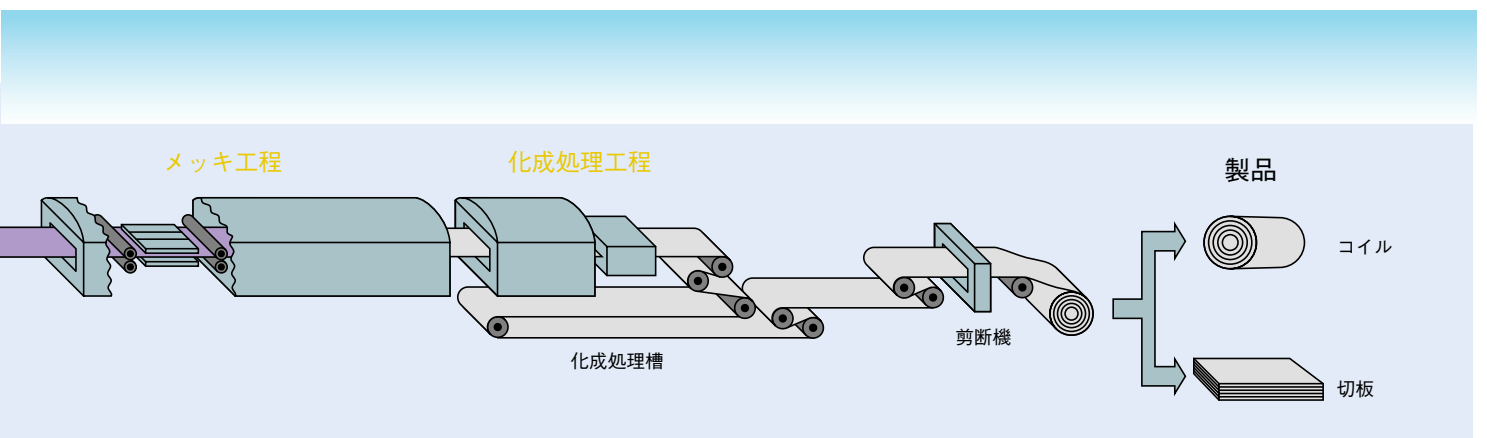 メッキ工程
化成処理工程
製品
コイル
剪断機
化成処理槽
切板